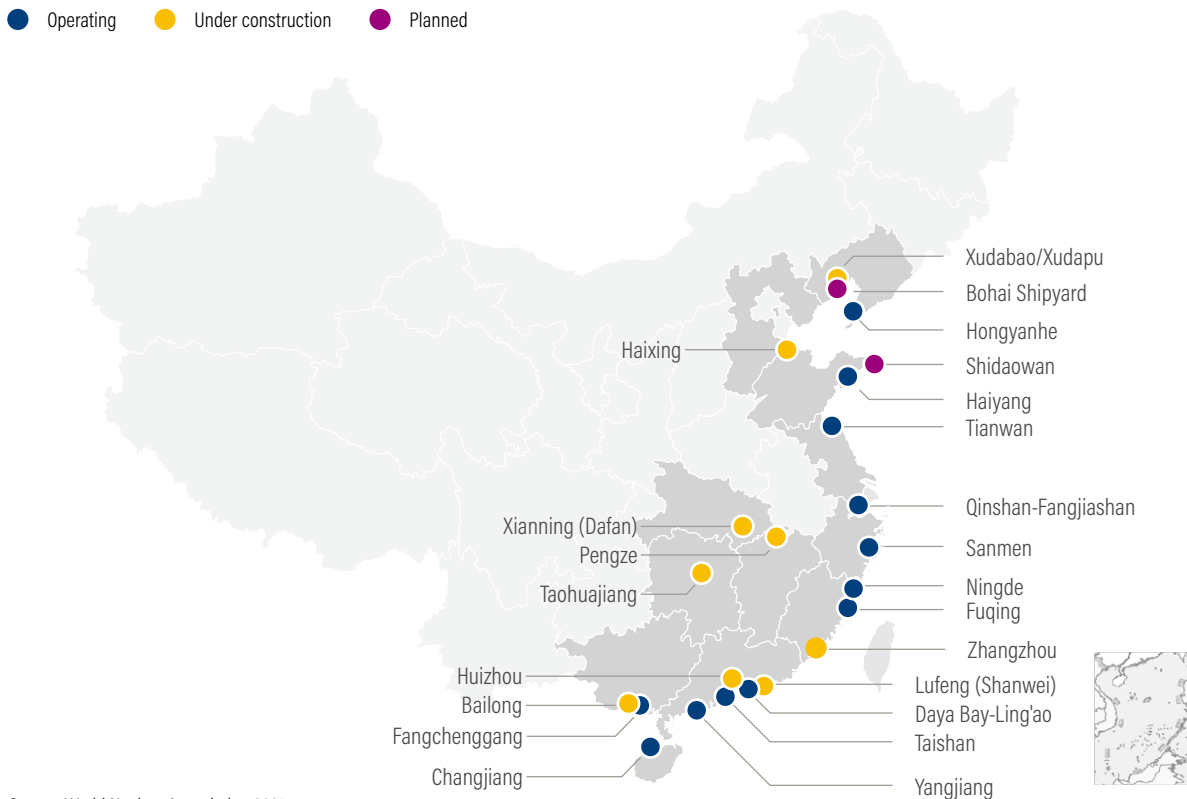 Operating
Under construction
Planned
Xudabao/Xudapu
Bohai Shipyard
Hongyanhe
Haixing
Shidaowan
Haiyang
Tianwan
Qinshan-Fangjiashan
Xianning (Dafan)
Sanmen
Pengze
Ningde
Taohuajiang
Fuqing
Zhangzhou
Huizhou
Lufeng (Shanwei)
Bailong
Daya Bay-Ling'ao
Fangchenggang
Taishan
Changjiang
Yangjiang